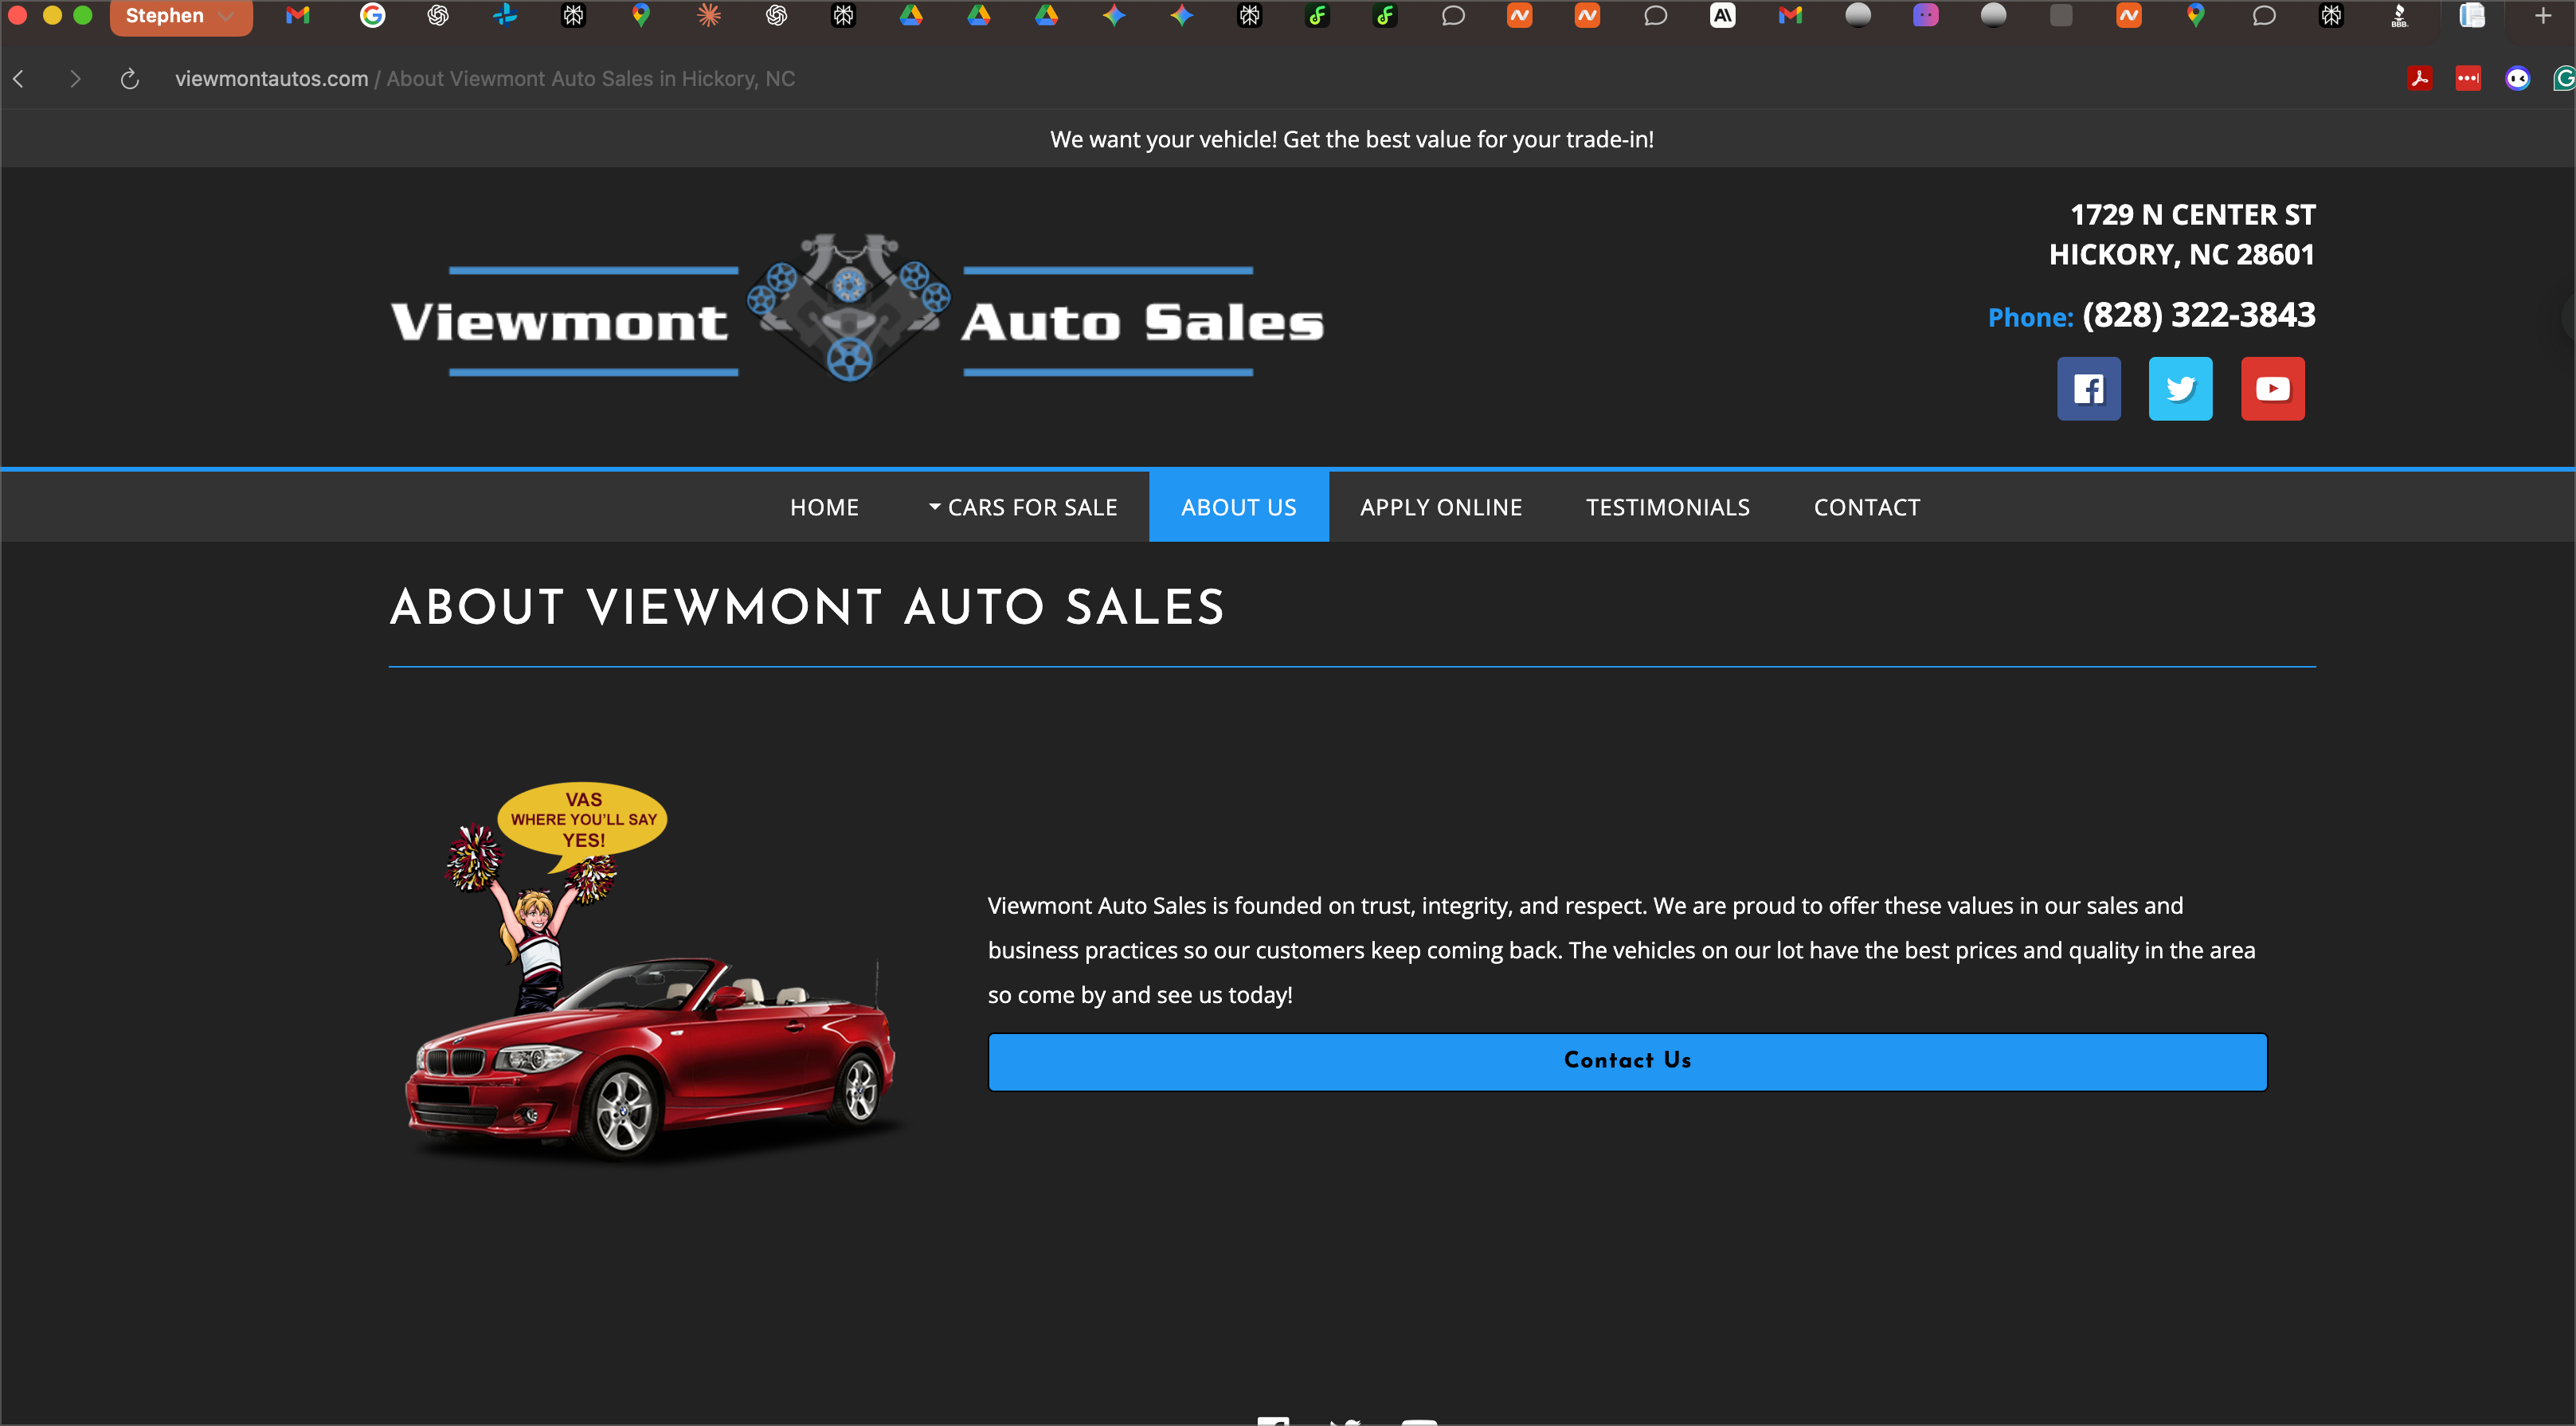 Stephen
BBB
viewmontautos.com / About Viewmont Auto Sales in Hickory, NC
We want your vehicle! Get the best value for your trade-in!
1729 N CENTER ST
HICKORY, NC 28601
Viewmont Auto Sales
Phone: (828) 322-3843
HOME CARS FOR SALE ABOUT US APPLY ONLINE TESTIMONIALS CONTACT
ABOUT VIEWMONT AUTO SALES
VAS
WHERE YOU'LL SAY
YES!
Viewmont Auto Sales is founded on trust, integrity, and respect. We are proud to offer these values in our sales and
business practices so our customers keep coming back. The vehicles on our lot have the best prices and quality in the area
so come by and see us today!
Contact Us